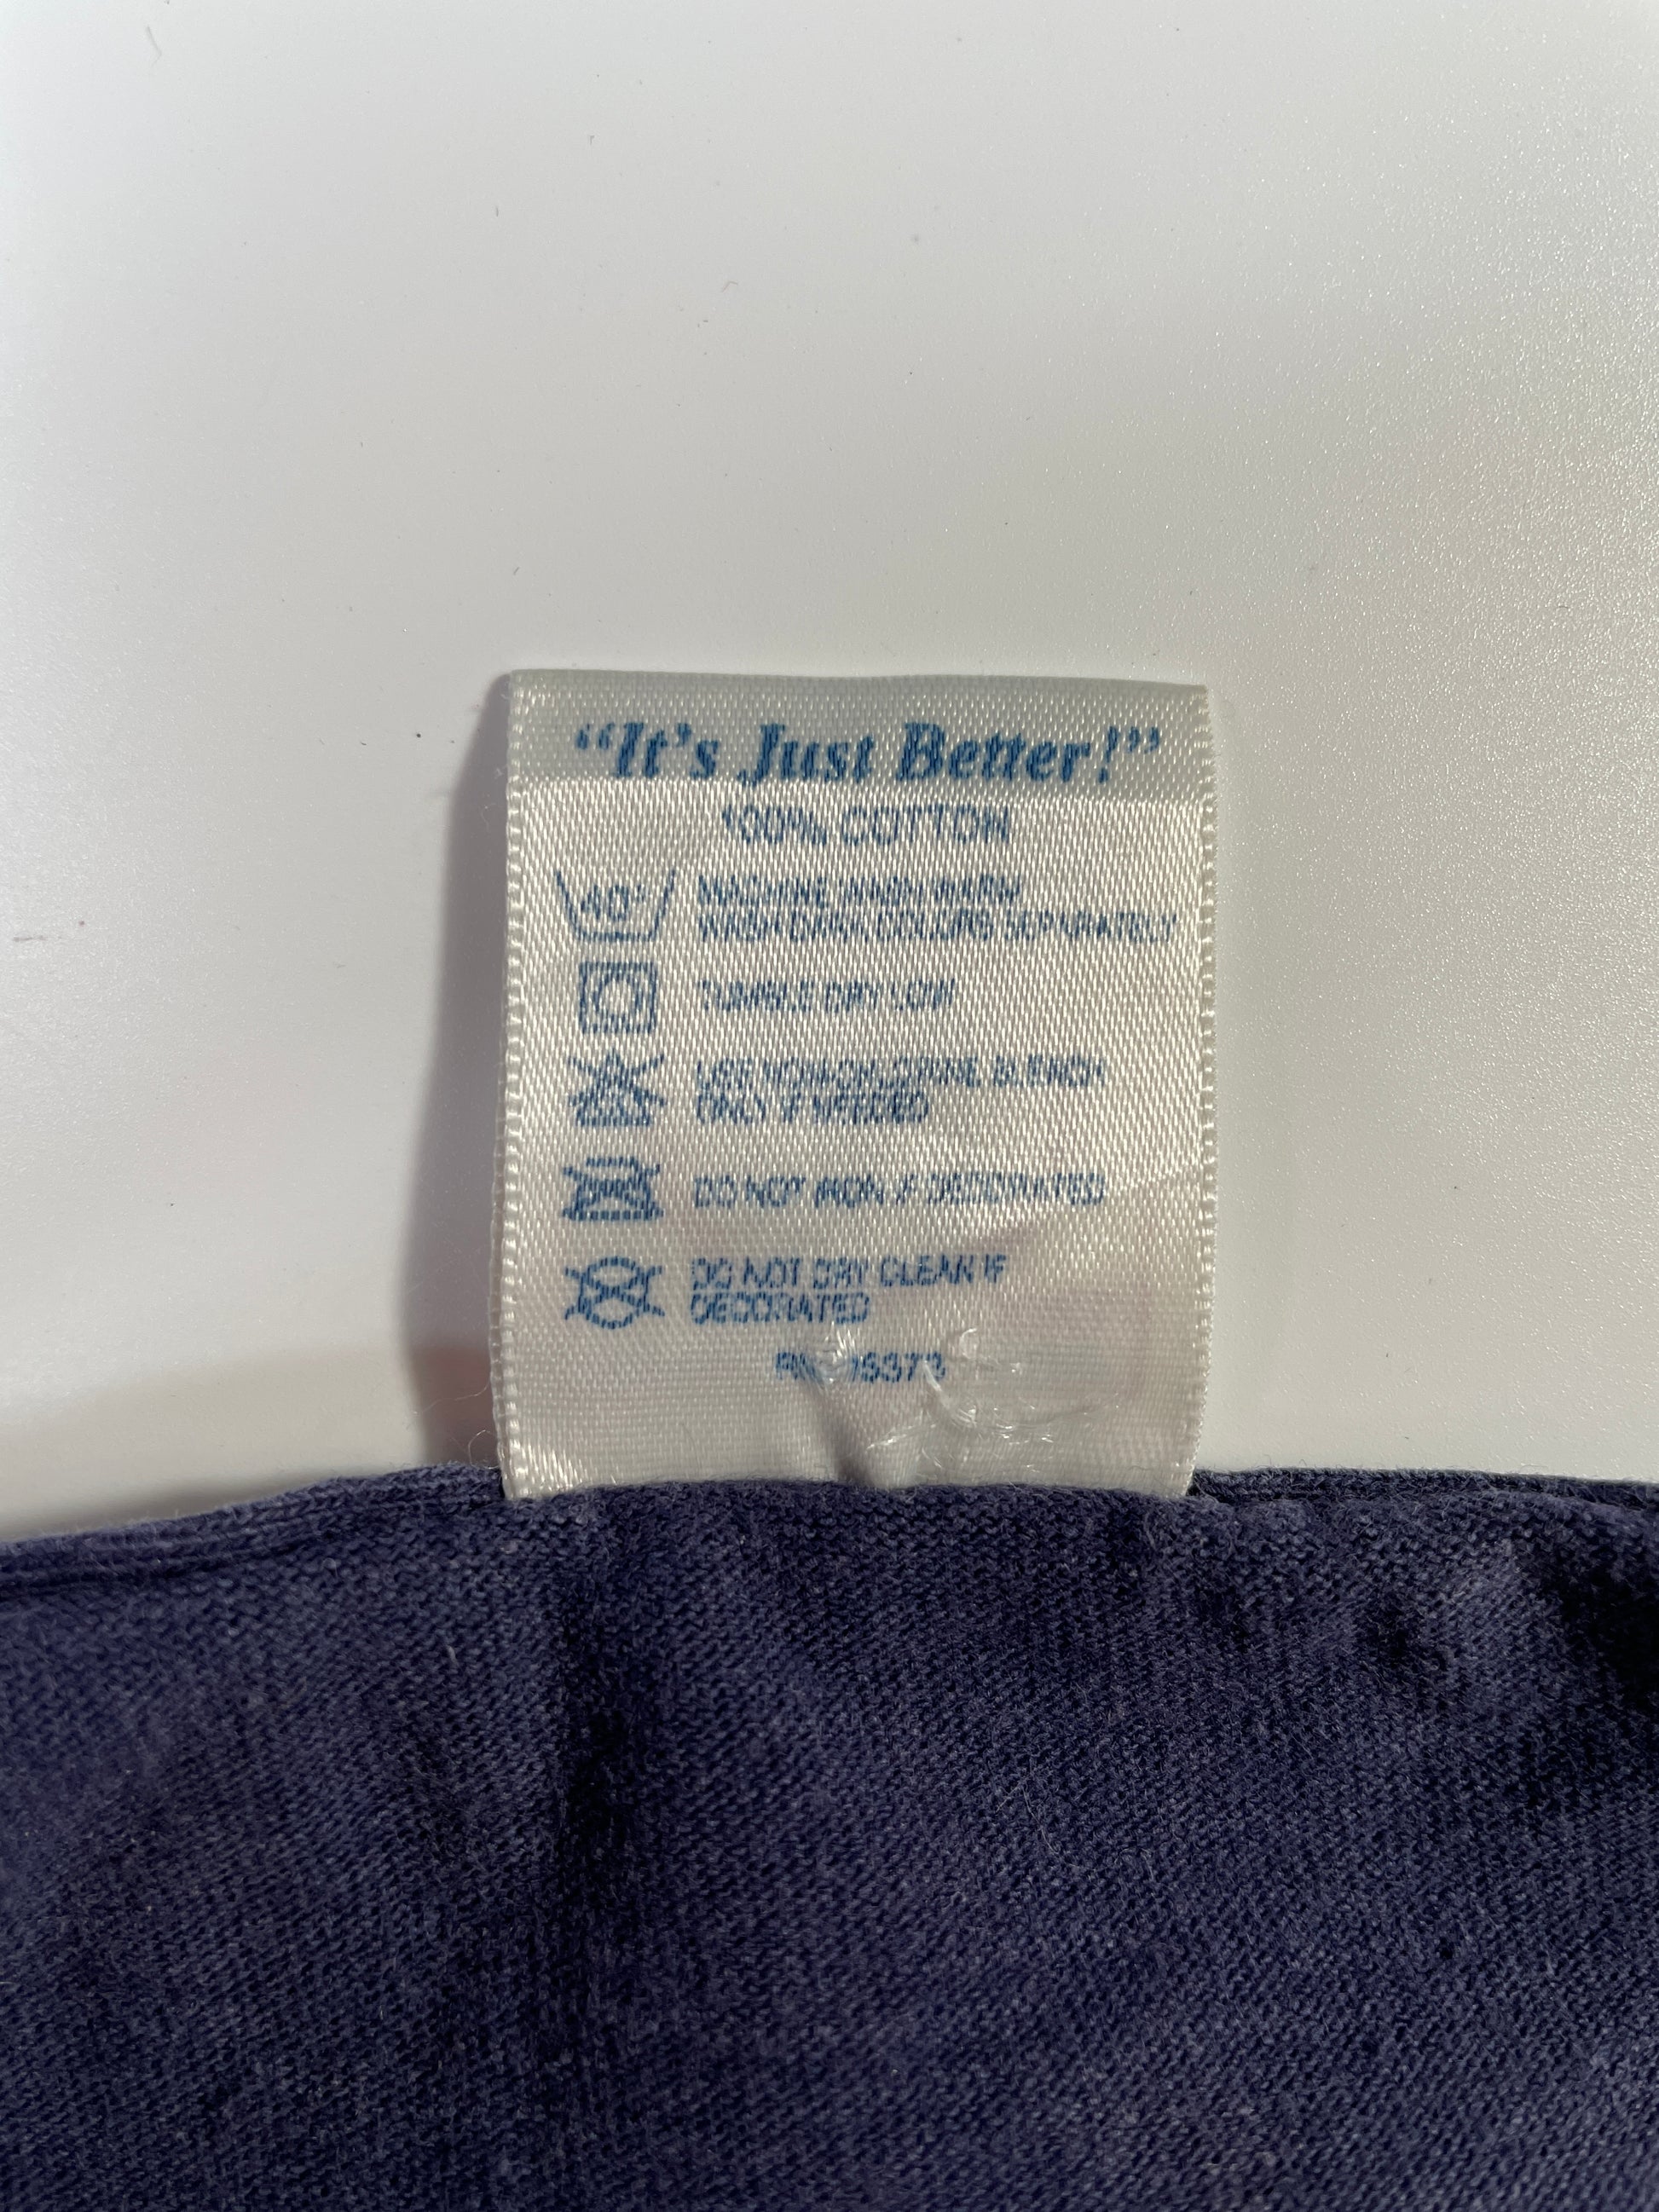 “It's Just Better!”
100% COTTON
40°
MACHINE WASH WARM
WASH DARK COLORS SEPARATELY
TUMBLE DRY LOW
USE NON-CHLORINE BLEACH
ONLY IF NEEDED
DO NOT IRON IF DECORATED
DO NOT DRY CLEAN IF
DECORATED